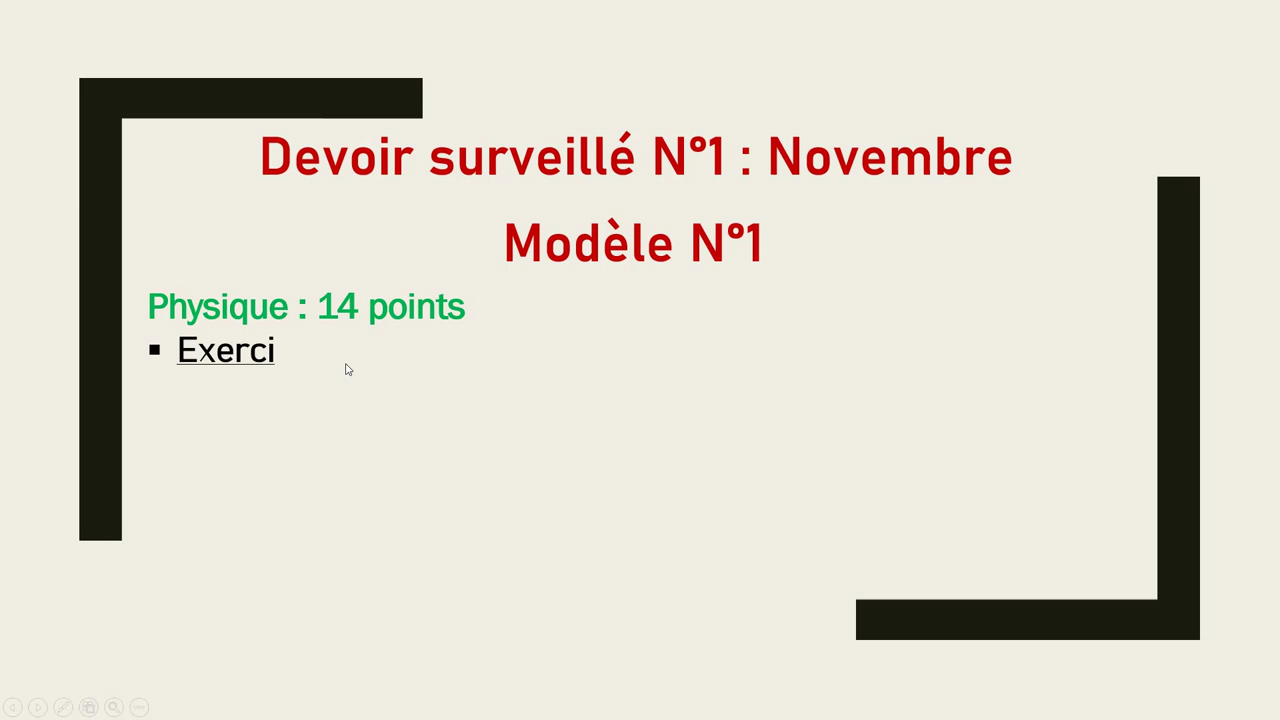 Devoir surveillé N°1 : Novembre
Modèle N°1
Physique : 14 points
▪ Exerci